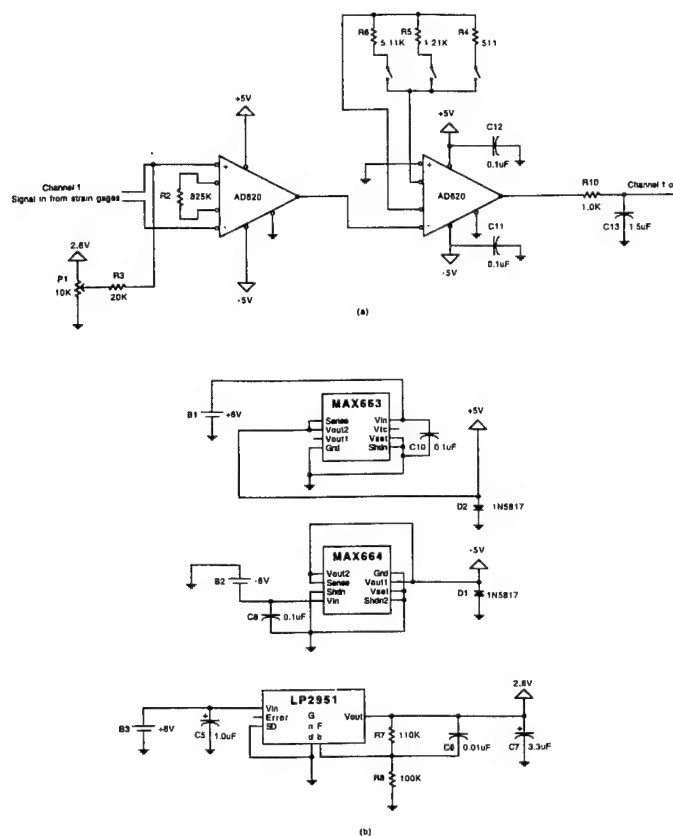 R6
5.11K
R5
1.21K
R4
511
+5V
+5V
C12
0.1uF
Channel 1
Signal in from strain gages
R2
825K
+
-
AD620
+
-
AD620
R10
1.0K
Channel 1 o
C13
1.5uF
C11
0.1uF
2.6V
P1
10K
R3
20K
-5V
-5V
(a)
MAX663
B1
+6V
Sense
Vout2
Vout1
Gnd
Vin
Vtc
Vset
Shdn
C10
0.1uF
+5V
D2
1N5817
MAX664
B2
-6V
Vout2
Sense
Shdn
Vin
Gnd
Vout1
Vset
Shdn2
C8
0.1uF
-5V
D1
1N5817
LP2951
B3
+6V
C5
+
1.0uF
Vin
Error
SD
G
n F
d b
Vout
R7
110K
R8
100K
C6
0.01uF
2.6V
+
C7
3.3uF
(b)